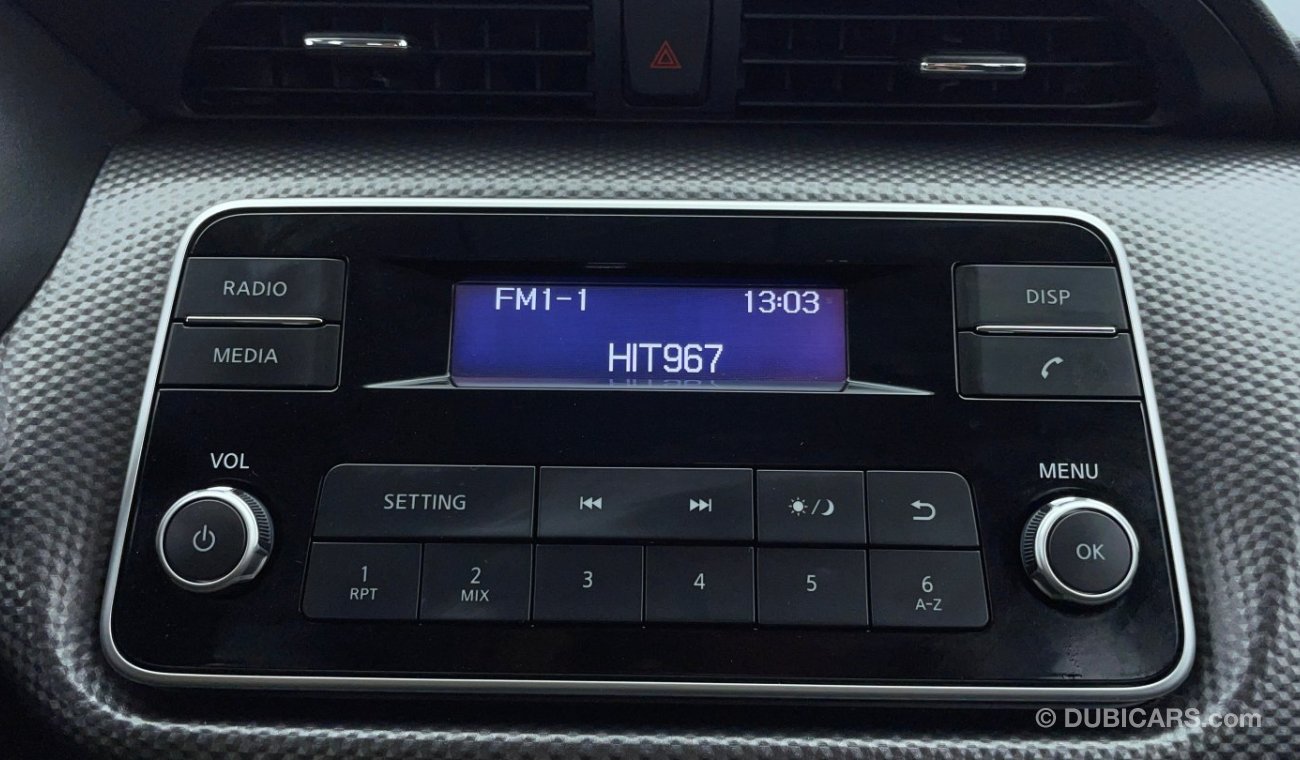 RADIO
FM1-1 13:03
DISP
MEDIA
HIT967
VOL
MENU
SETTING
OK
1 2 3 4 5 6
RPT MIX A-Z
© DUBICARS.com